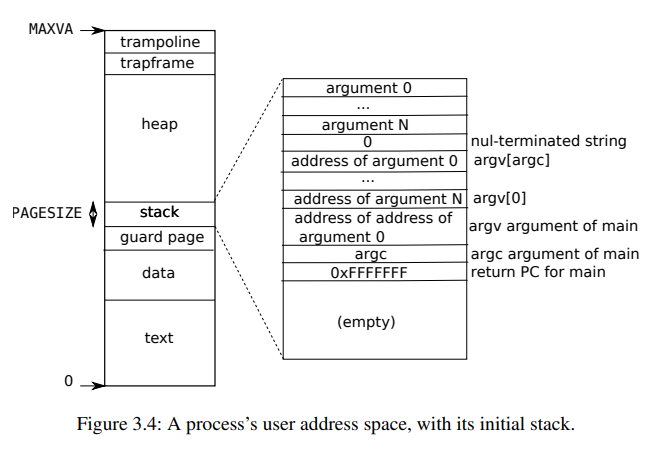 MAXVA
trampoline
trapframe
heap
PAGESIZE
stack
guard page
data
text
0
argument 0
...
argument N
0 nul-terminated string
address of argument 0 argv[argc]
...
address of argument N argv[0]
address of address of
argument 0 argv argument of main
argc argc argument of main
0xFFFFFFF return PC for main
(empty)
Figure 3.4: A process's user address space, with its initial stack.